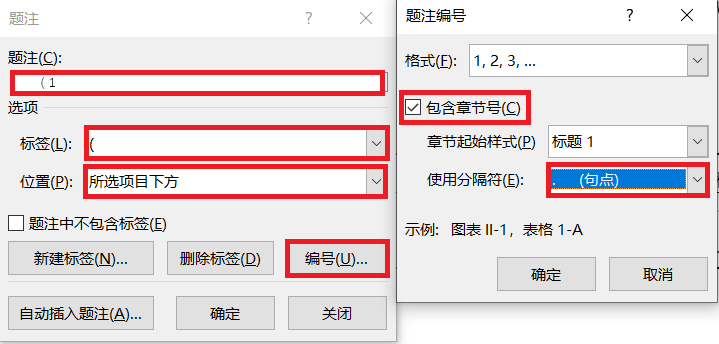 题注 ? ×
题注(C):
( 1
选项
标签(L): (
位置(P): 所选项目下方
题注中不包含标签(E)
新建标签(N)... 删除标签(D) 编号(U)...
自动插入题注(A)... 确定 关闭
题注编号 ? ×
格式(F): 1, 2, 3, ...
包含章节号(C)
章节起始样式(P) 标题 1
使用分隔符(E): . (句点)
示例: 图表 II-1，表格 1-A
确定 取消